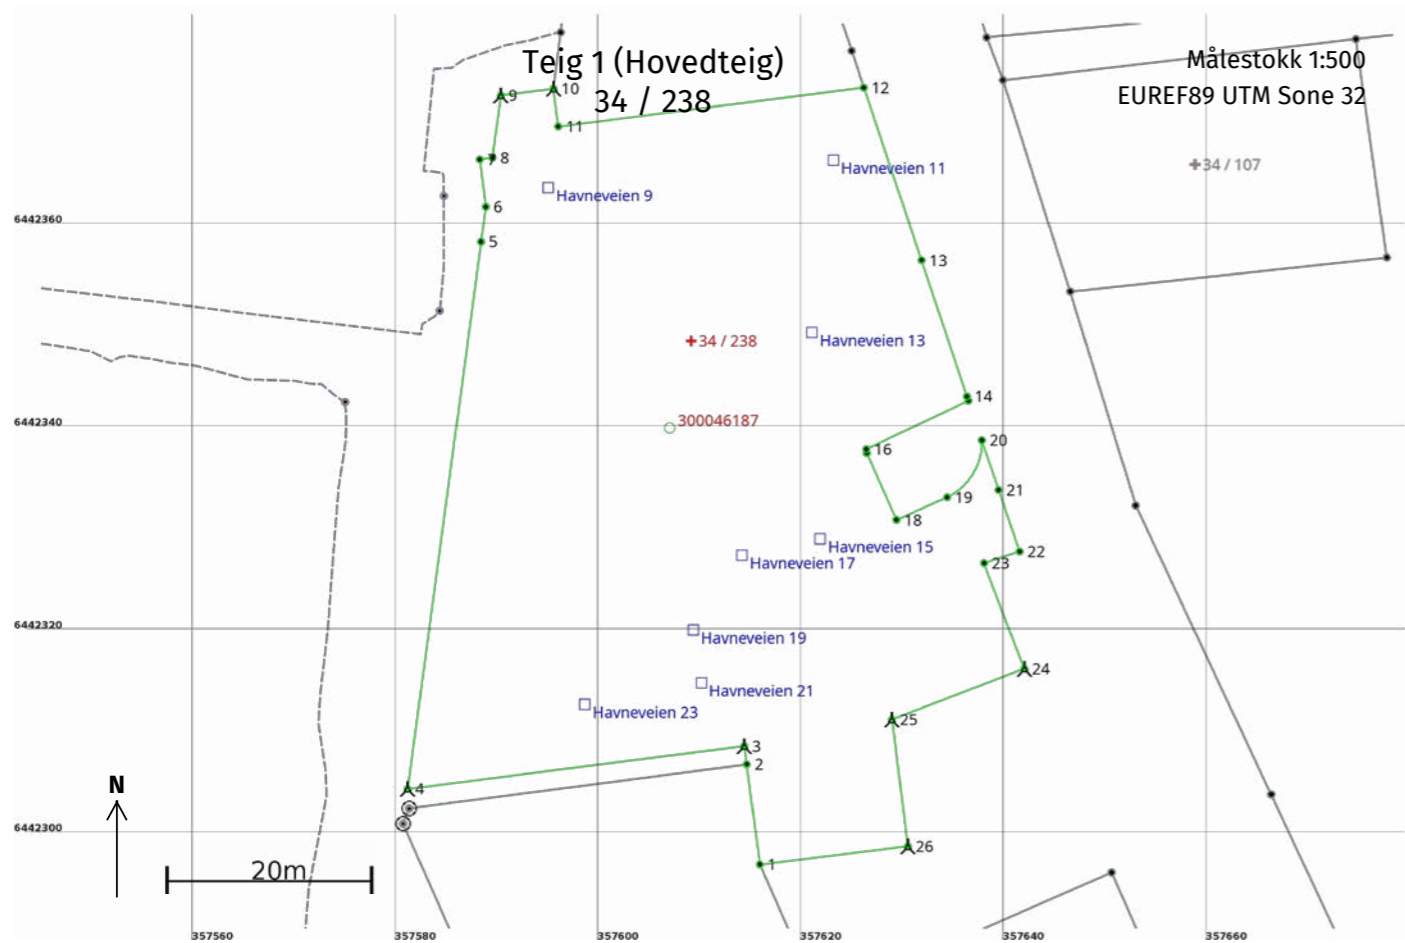 Teig 1 (Hovedteig)
34 / 238
Målestokk 1:500
EUREF89 UTM Sone 32
9
10
11
12
8
7
Havneveien 9
Havneveien 11
34 / 107
6
6442360
5
13
34 / 238
Havneveien 13
14
6442340
300046187
16
20
21
19
18
22
23
Havneveien 15
Havneveien 17
6442320
Havneveien 19
24
Havneveien 21
Havneveien 23
25
3
2
4
N
6442300
26
1
20m
357560
357580
357600
357620
357640
357660